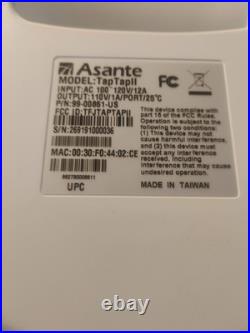 Asante
MODEL:TapTapII
INPUT:AC 100~120V/12A
OUTPUT:110V/1A/PORT/25℃
P/N:99-00861-US
FCC ID:TFJTAPTAPII
S/N:269191000036
FC
This device complies with
part 15 of the FCC Rules.
Operation is subject to the
following two conditions:
(1) this device may not
cause harmful interference,
and (2) this device must
accept any interference
received, including
interference that may cause
undesired operation.
MAC:00:30:F0:44:02:CE
MADE IN TAIWAN
UPC